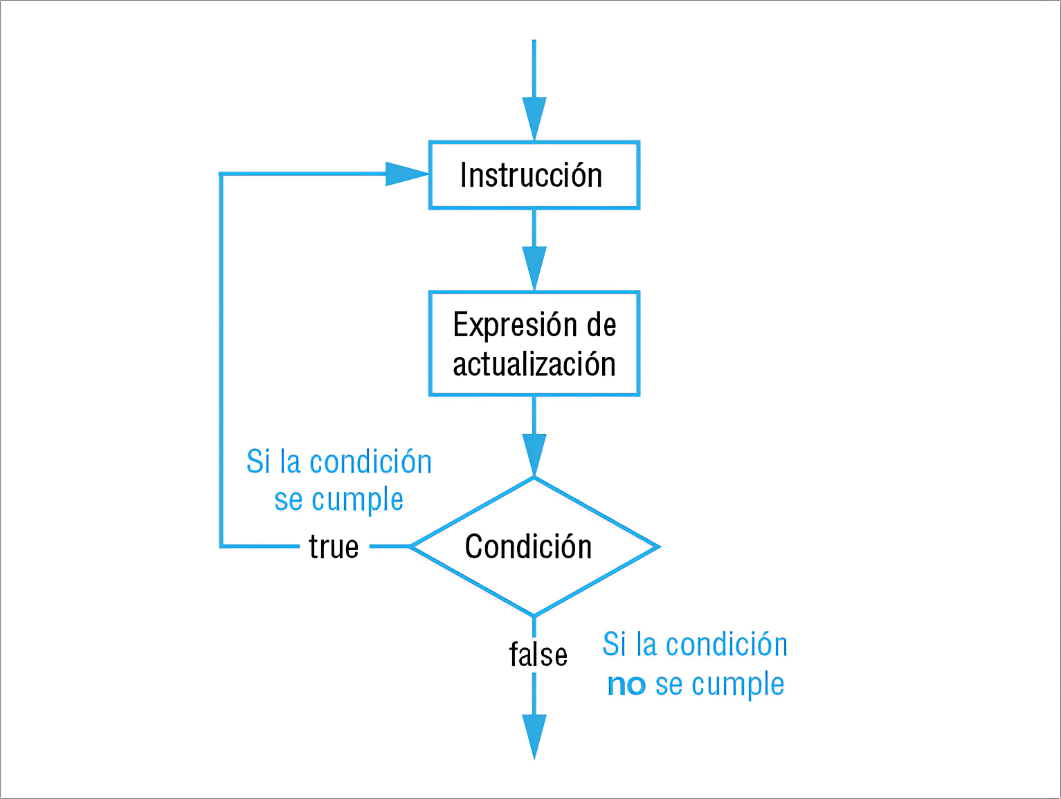 Instrucción
Expresión de
actualización
Si la condición
se cumple
true
Condición
false
Si la condición
no se cumple